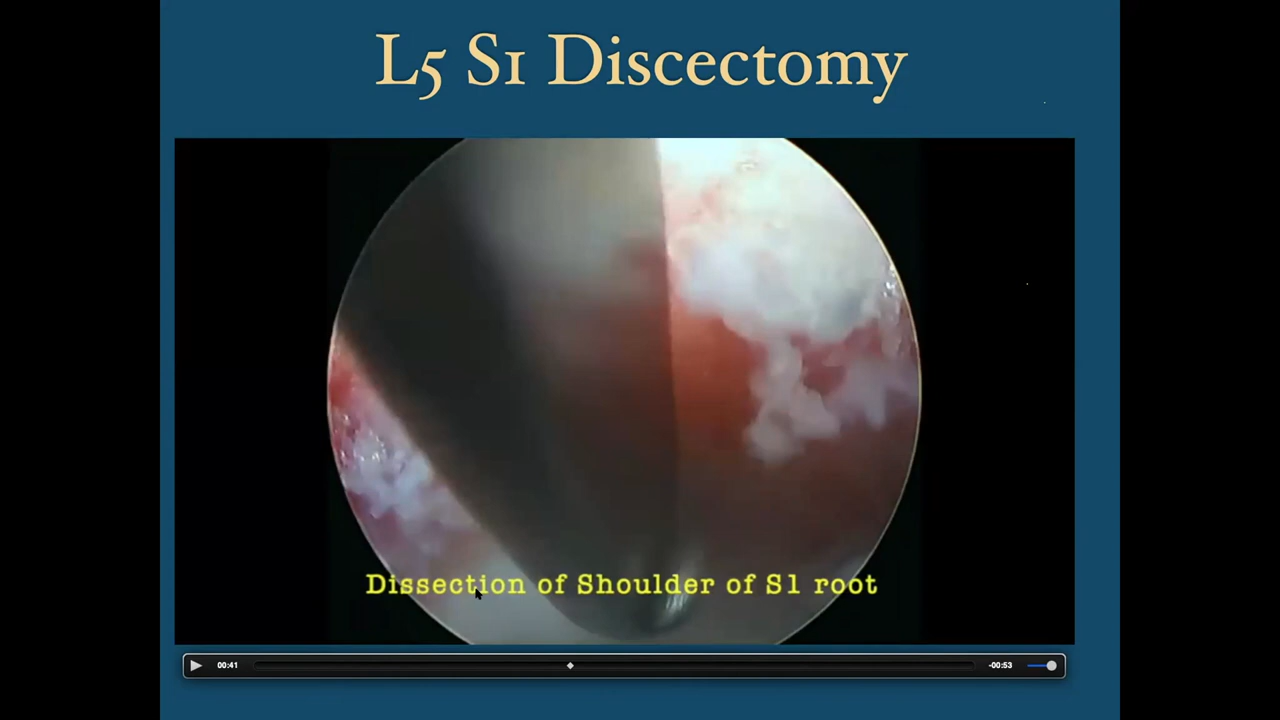 L5 S1 Discectomy
Dissection of Shoulder of S1 root
00:41
-00:53